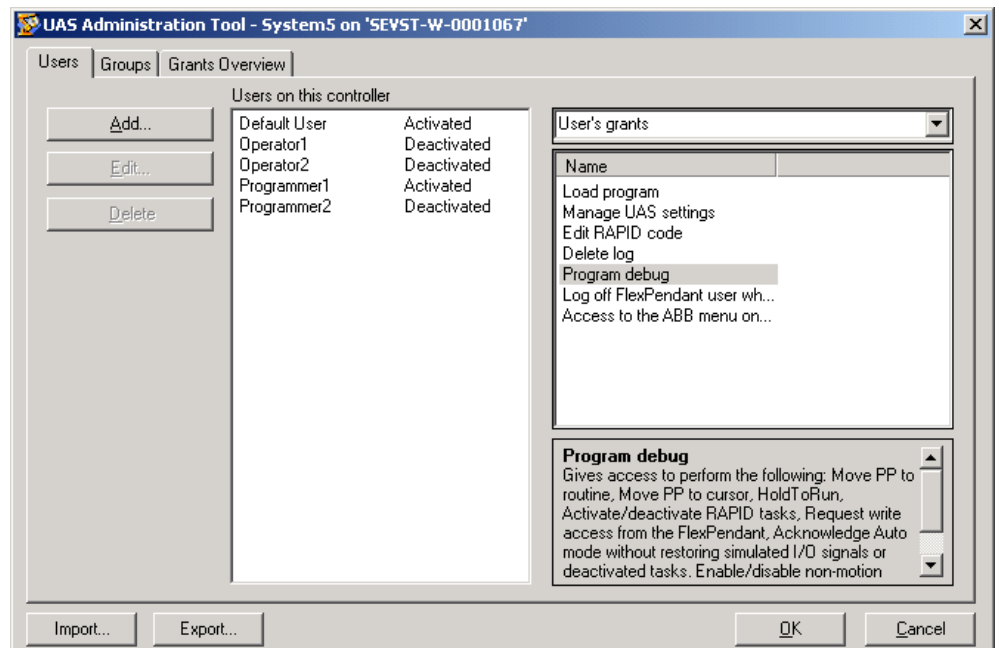 UAS Administration Tool - System5 on 'SEVST-W-0001067'
Users Groups Grants Overview
Users on this controller
Add...
Edit...
Delete
Default User Activated
Operator1 Deactivated
Operator2 Deactivated
Programmer1 Activated
Programmer2 Deactivated
User's grants
Name
Load program
Manage UAS settings
Edit RAPID code
Delete log
Program debug
Log off FlexPendant user wh...
Access to the ABB menu on...
Program debug
Gives access to perform the following: Move PP to
routine, Move PP to cursor, HoldToRun,
Activate/deactivate RAPID tasks, Request write
access from the FlexPendant, Acknowledge Auto
mode without restoring simulated I/O signals or
deactivated tasks. Enable/disable non-motion
Import... Export... OK Cancel